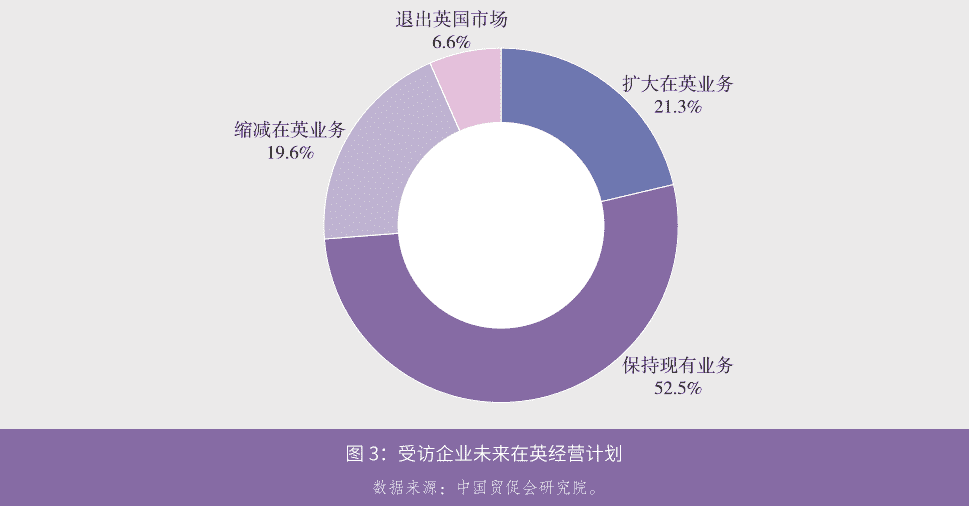 退出英国市场
6.6%
扩大在英业务
21.3%
缩减在英业务
19.6%
保持现有业务
52.5%
图 3：受访企业未来在英经营计划
数据来源：中国贸促会研究院。